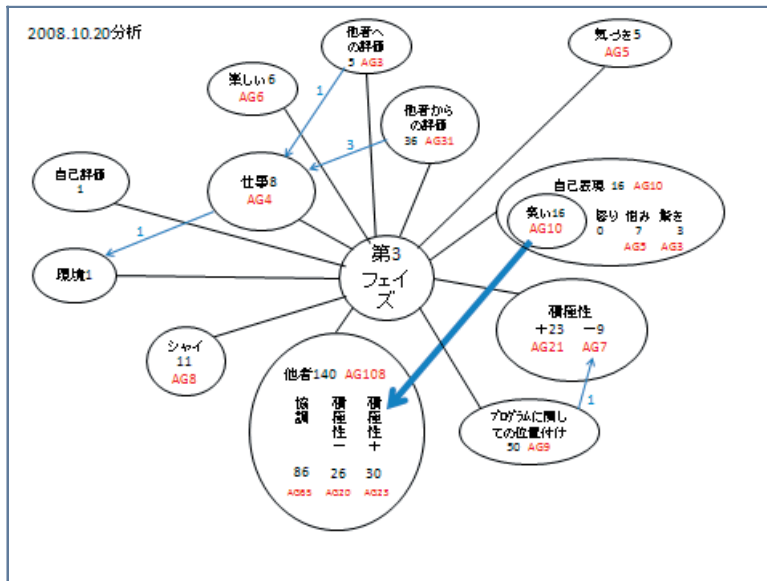 2008.10.20分析
他者へ
の評価
5 AG3
気づき5
AG5
楽しい6
AG6
1
他者から
の評価
36 AG31
3
自己評価
1
仕事8
AG4
自己表現 16 AG10
笑い16
AG10
怒り 悩み 驚き
0 7 3
AG5 AG3
1
環境1
第3
フェイ
ズ
積極性
+23 −9
AG21 AG7
シャイ
11
AG8
他者140 AG108
協調
積極性−
積極性+
86 26 30
AG65 AG20 AG23
1
プログラムに関し
ての位置付け
50 AG9